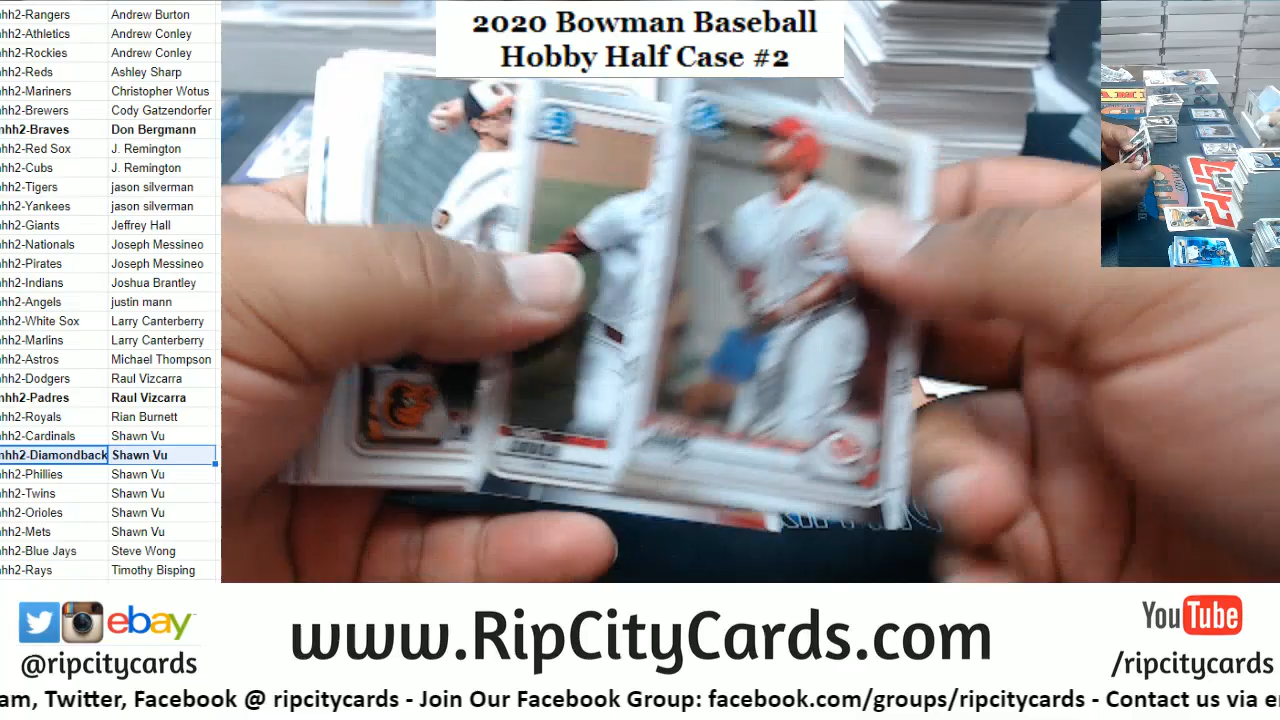 2020 Bowman Baseball
Hobby Half Case #2
hh2-Rangers Andrew Burton
hh2-Athletics Andrew Conley
hh2-Rockies Andrew Conley
hh2-Reds Ashley Sharp
hh2-Mariners Christopher Wotus
hh2-Brewers Cody Gatzendorfer
hh2-Braves Don Bergmann
hh2-Red Sox J. Remington
hh2-Cubs J. Remington
hh2-Tigers jason silverman
hh2-Yankees jason silverman
hh2-Giants Jeffrey Hall
hh2-Nationals Joseph Messineo
hh2-Pirates Joseph Messineo
hh2-Indians Joshua Brantley
hh2-Angels justin mann
hh2-White Sox Larry Canterberry
hh2-Marlins Larry Canterberry
hh2-Astros Michael Thompson
hh2-Dodgers Raul Vizcarra
hh2-Padres Raul Vizcarra
hh2-Royals Rian Burnett
hh2-Cardinals Shawn Vu
hh2-Diamondback Shawn Vu
hh2-Phillies Shawn Vu
hh2-Twins Shawn Vu
hh2-Orioles Shawn Vu
hh2-Mets Shawn Vu
hh2-Blue Jays Steve Wong
hh2-Rays Timothy Bisping
ebay
@ripcitycards
www.RipCityCards.com
YouTube
/ripcitycards
am, Twitter, Facebook @ ripcitycards - Join Our Facebook Group: facebook.com/groups/ripcitycards - Contact us via e